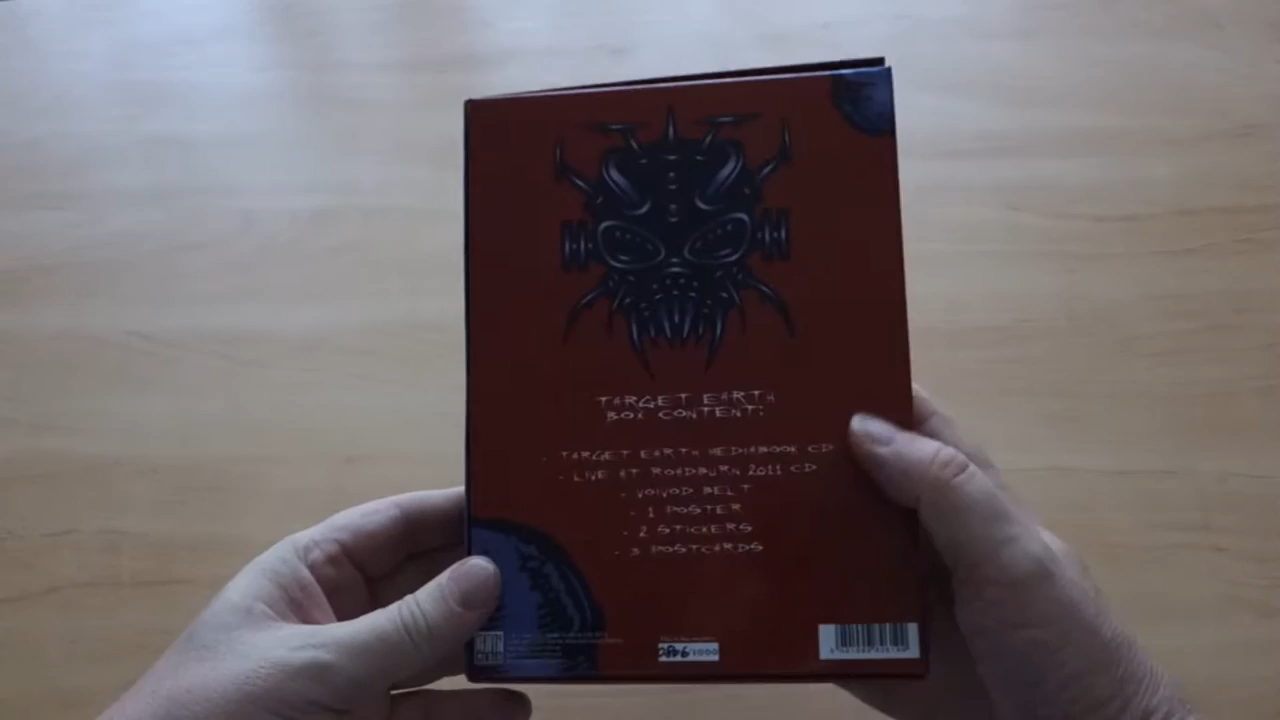 TARGET EARTH
BOX CONTENT:
- TARGET EARTH MEDIABOOK CD
- LIVE AT ROADBURN 2011 CD
- VOIVOD BELT
- 1 POSTER
- 2 STICKERS
- 3 POSTCARDS
/1000